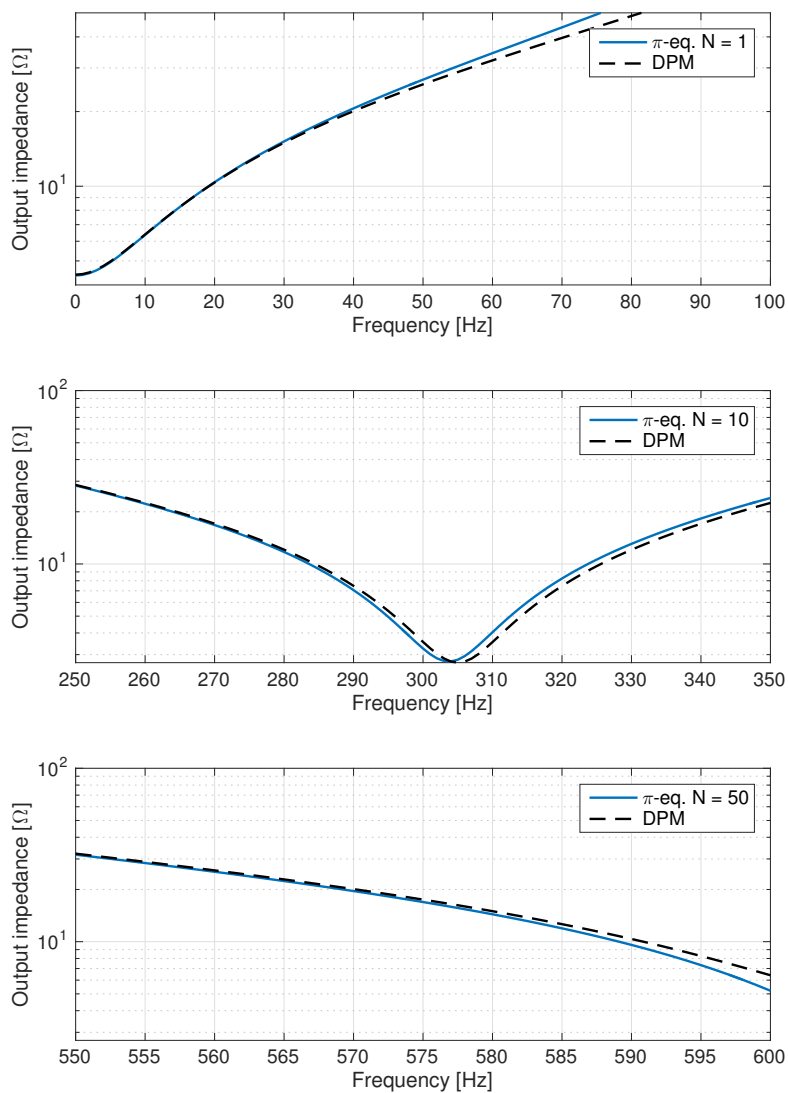 Output impedance [Ω]
10^1
π-eq. N = 1
DPM
0 10 20 30 40 50 60 70 80 90 100
Frequency [Hz]
Output impedance [Ω]
10^2
10^1
π-eq. N = 10
DPM
250 260 270 280 290 300 310 320 330 340 350
Frequency [Hz]
Output impedance [Ω]
10^2
10^1
π-eq. N = 50
DPM
550 555 560 565 570 575 580 585 590 595 600
Frequency [Hz]